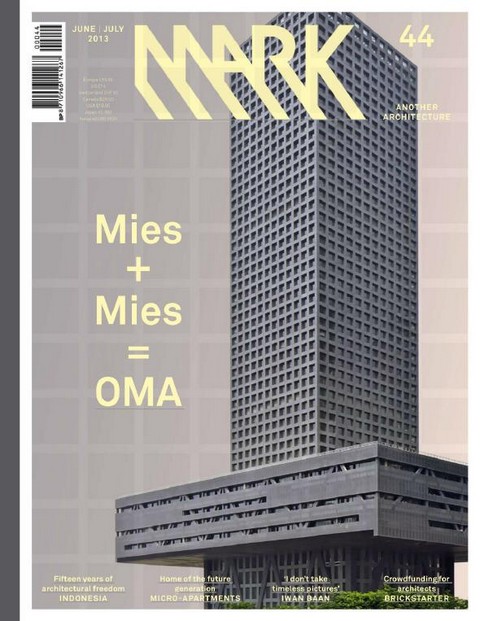 00044
JUNE | JULY
2013
MARK
44
ANOTHER
ARCHITECTURE
Mies
+
Mies
=
OMA
Fifteen years of
architectural freedom
INDONESIA
Home of the future
generation
MICRO-APARTMENTS
'I don't take
timeless pictures'
IWAN BAAN
Crowdfunding for
architects
BRICKSTARTER